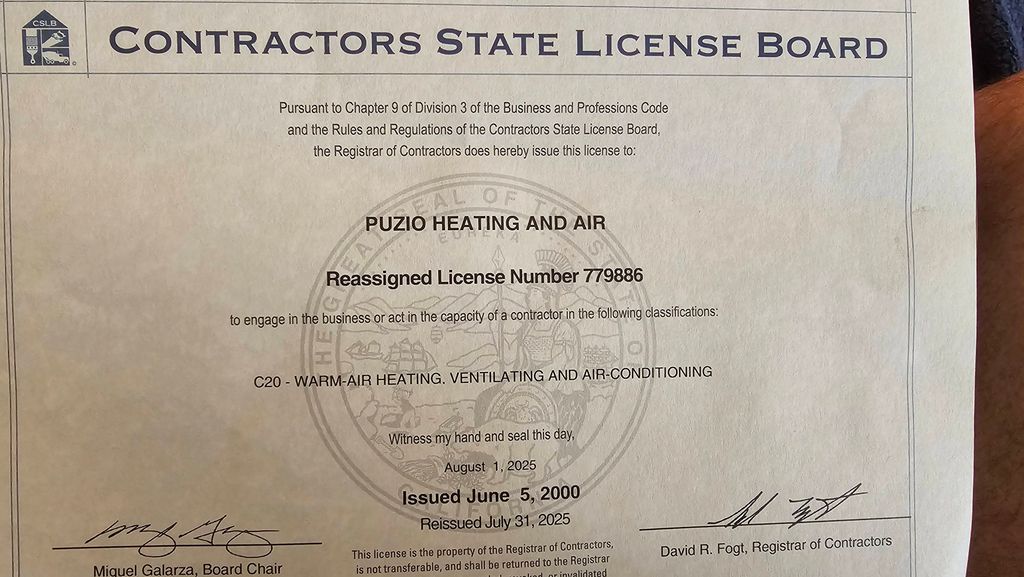 CSLB
CONTRACTORS STATE LICENSE BOARD
Pursuant to Chapter 9 of Division 3 of the Business and Professions Code
and the Rules and Regulations of the Contractors State License Board,
the Registrar of Contractors does hereby issue this license to:
PUZIO HEATING AND AIR
EUREKA
Reassigned License Number 779886
to engage in the business or act in the capacity of a contractor in the following classifications:
C20 - WARM-AIR HEATING, VENTILATING AND AIR-CONDITIONING
Witness my hand and seal this day,
August 1, 2025
Issued June 5, 2000
Reissued July 31, 2025
Miguel Galarza, Board Chair
David R. Fogt, Registrar of Contractors
This license is the property of the Registrar of Contractors,
is not transferable, and shall be returned to the Registrar
or invalidated